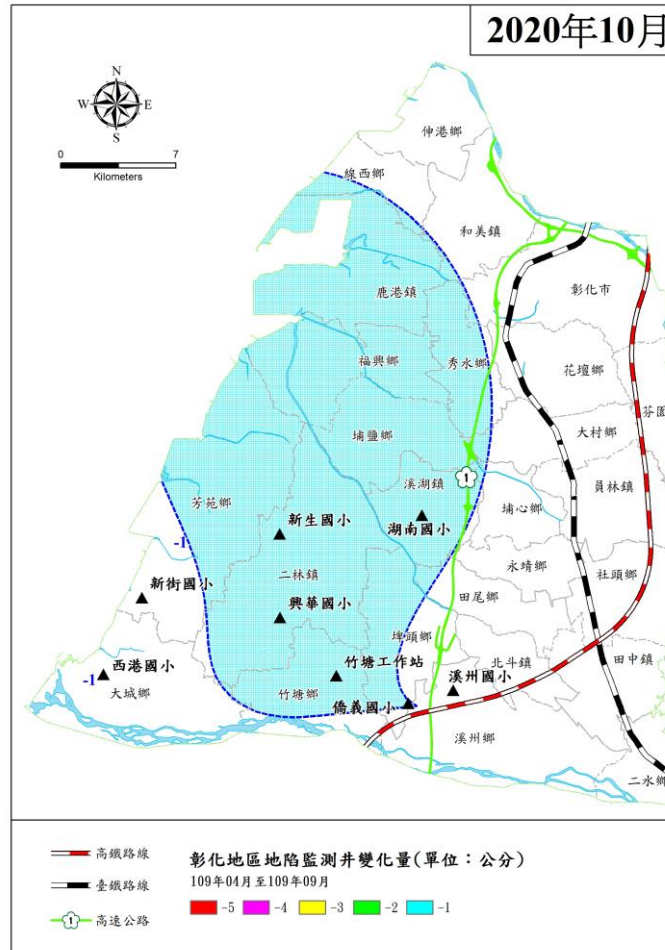 2020年10月
N
W E
S
0 7
Kilometers
伸港鄉
線西鄉
和美鎮
彰化市
鹿港鎮
福興鄉
秀水鄉
花壇鄉
芬園
大村鄉
埔鹽鄉
員林鎮
溪湖鎮
1
芳苑鄉
埔心鄉
新生國小
湖南國小
-1
永靖鄉
二林鎮
社頭鄉
新街國小
田尾鄉
興華國小
埤頭鄉
北斗鎮
田中鎮
西港國小
竹塘工作站
溪州國小
-1
大城鄉
竹塘鄉
僑義國小
溪州鄉
二水鄉
高鐵路線
臺鐵路線
1 高速公路
彰化地區地陷監測井變化量(單位：公分)
109年04月至109年09月
-5 -4 -3 -2 -1